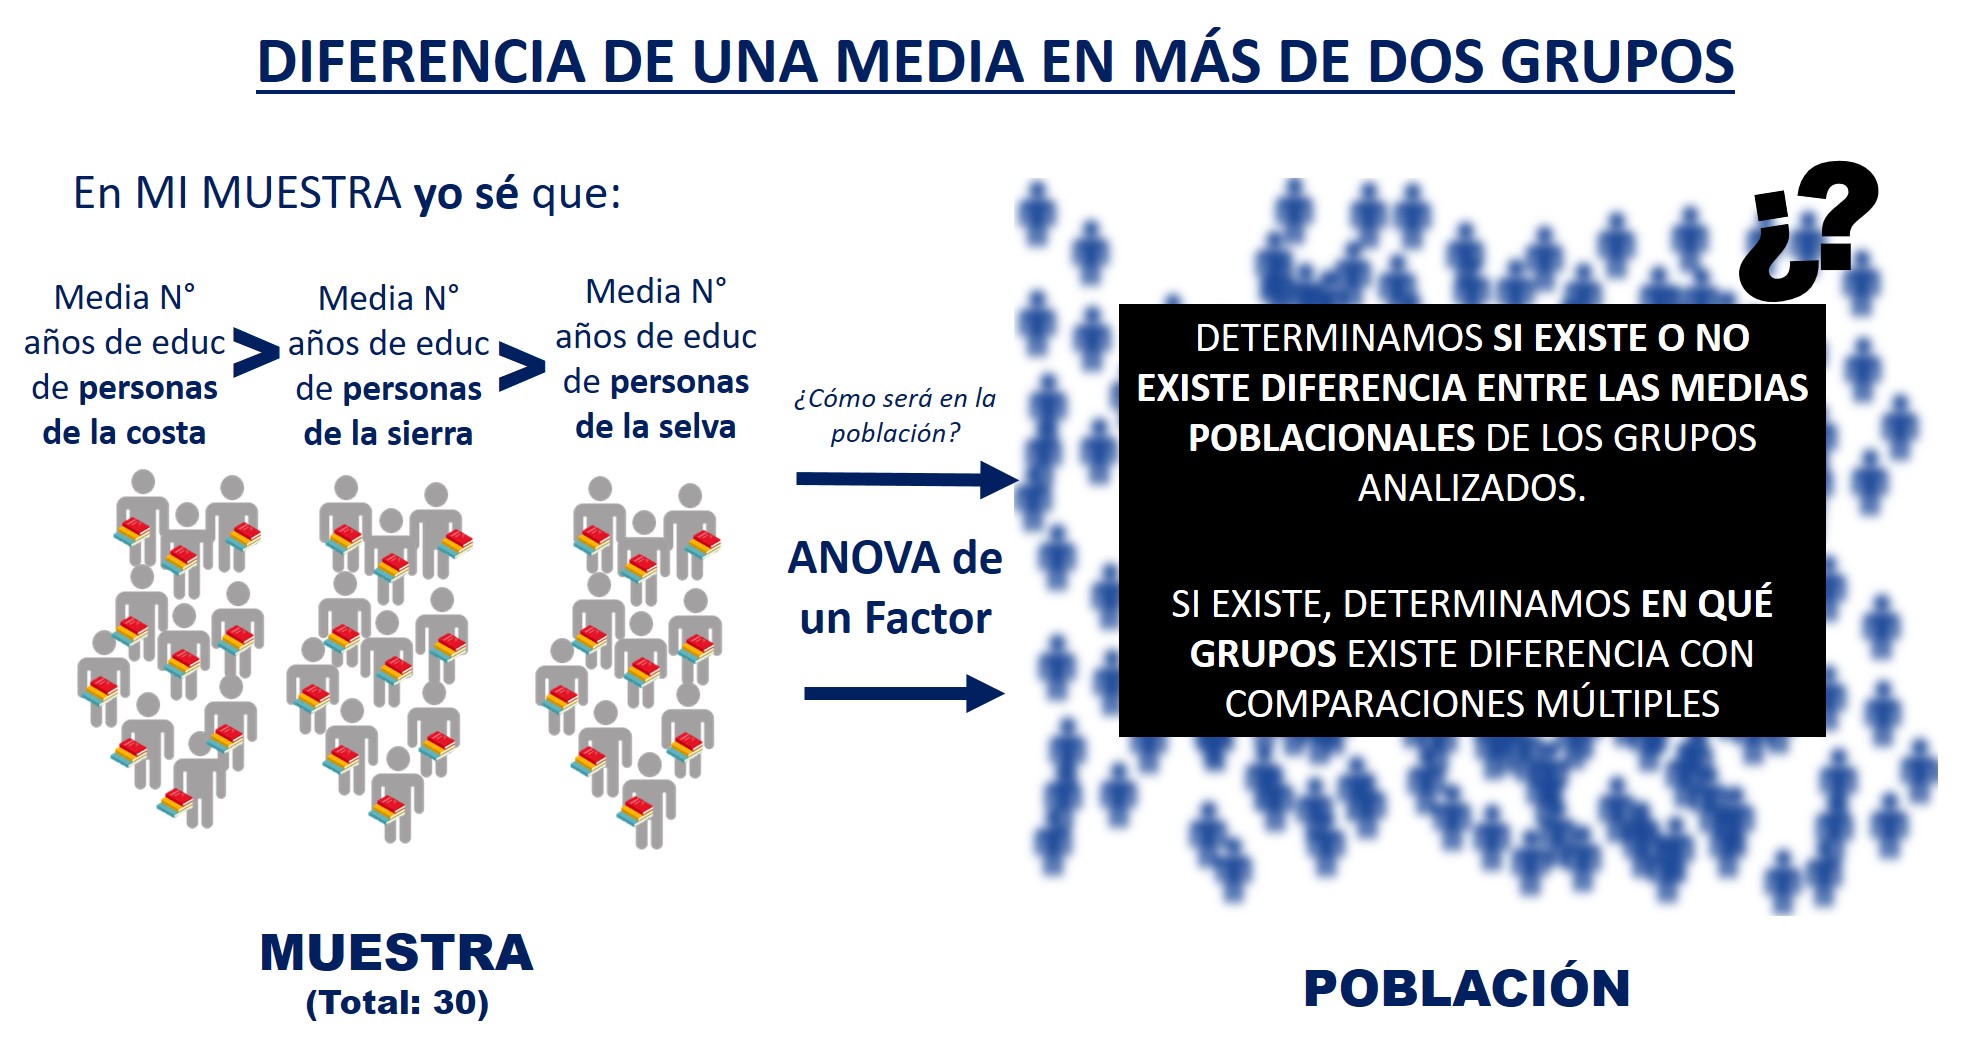 DIFERENCIA DE UNA MEDIA EN MÁS DE DOS GRUPOS
En MI MUESTRA yo sé que:
Media N°
años de educ
de personas
de la costa
>
Media N°
años de educ
de personas
de la sierra
>
Media N°
años de educ
de personas
de la selva
¿Cómo será en la
población?
ANOVA de
un Factor
¿?
DETERMINAMOS SI EXISTE O NO
EXISTE DIFERENCIA ENTRE LAS MEDIAS
POBLACIONALES DE LOS GRUPOS
ANALIZADOS.
SI EXISTE, DETERMINAMOS EN QUÉ
GRUPOS EXISTE DIFERENCIA CON
COMPARACIONES MÚLTIPLES
MUESTRA
(Total: 30)
POBLACIÓN